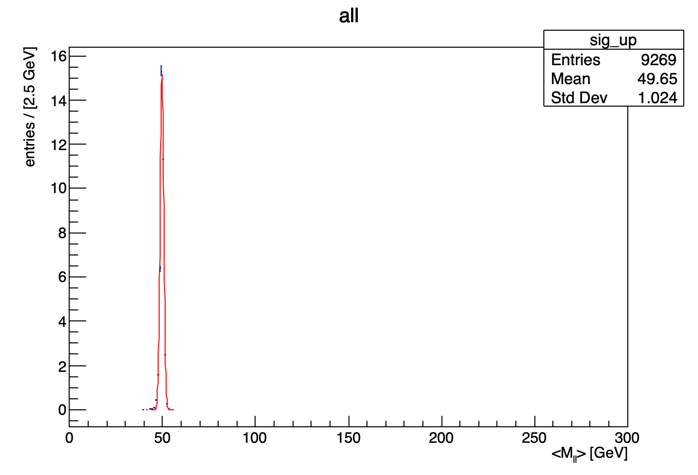 all
sig_up
Entries 9269
Mean 49.65
Std Dev 1.024
entries / [2.5 GeV]
16
14
12
10
8
6
4
2
0
0 50 100 150 200 250 300
<M_ll> [GeV]